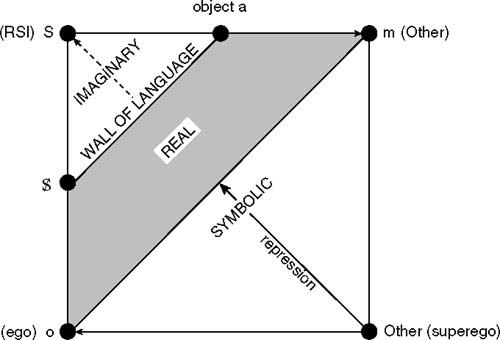 object a
(RSI) S
m (Other)
IMAGINARY
WALL OF LANGUAGE
REAL
$
SYMBOLIC
repression
(ego) o
Other (superego)